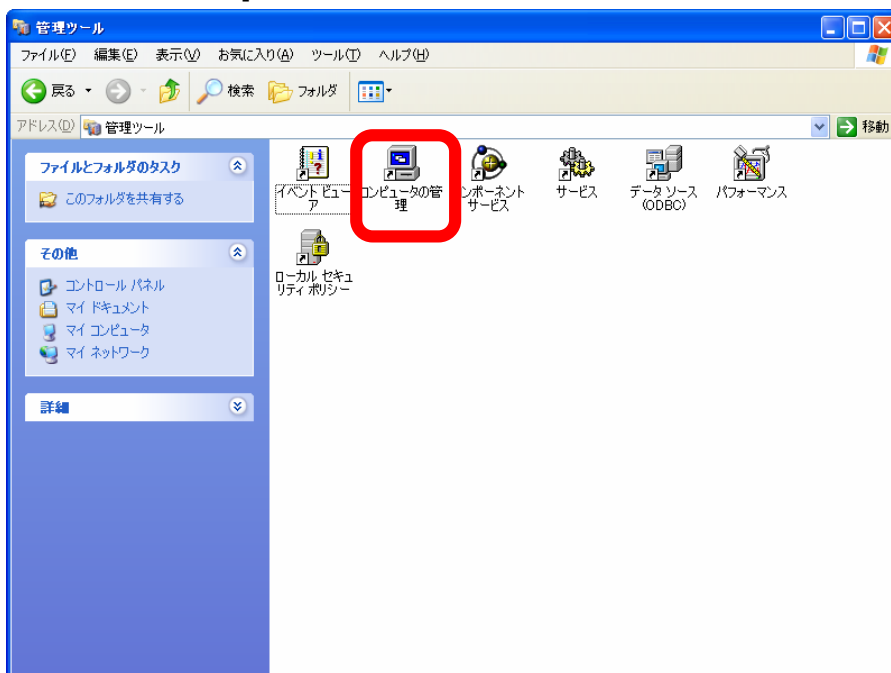 管理ツール
ファイル(F) 編集(E) 表示(V) お気に入り(A) ツール(T) ヘルプ(H)
戻る 検索 フォルダ
アドレス(D) 管理ツール 移動
ファイルとフォルダのタスク
このフォルダを共有する
その他
コントロール パネル
マイ ドキュメント
マイ コンピュータ
マイ ネットワーク
詳細
イベント ビュー
ア
コンピュータの管
理
ンポーネント
サービス
サービス
データ ソース
(ODBC)
パフォーマンス
ローカル セキュ
リティ ポリシー